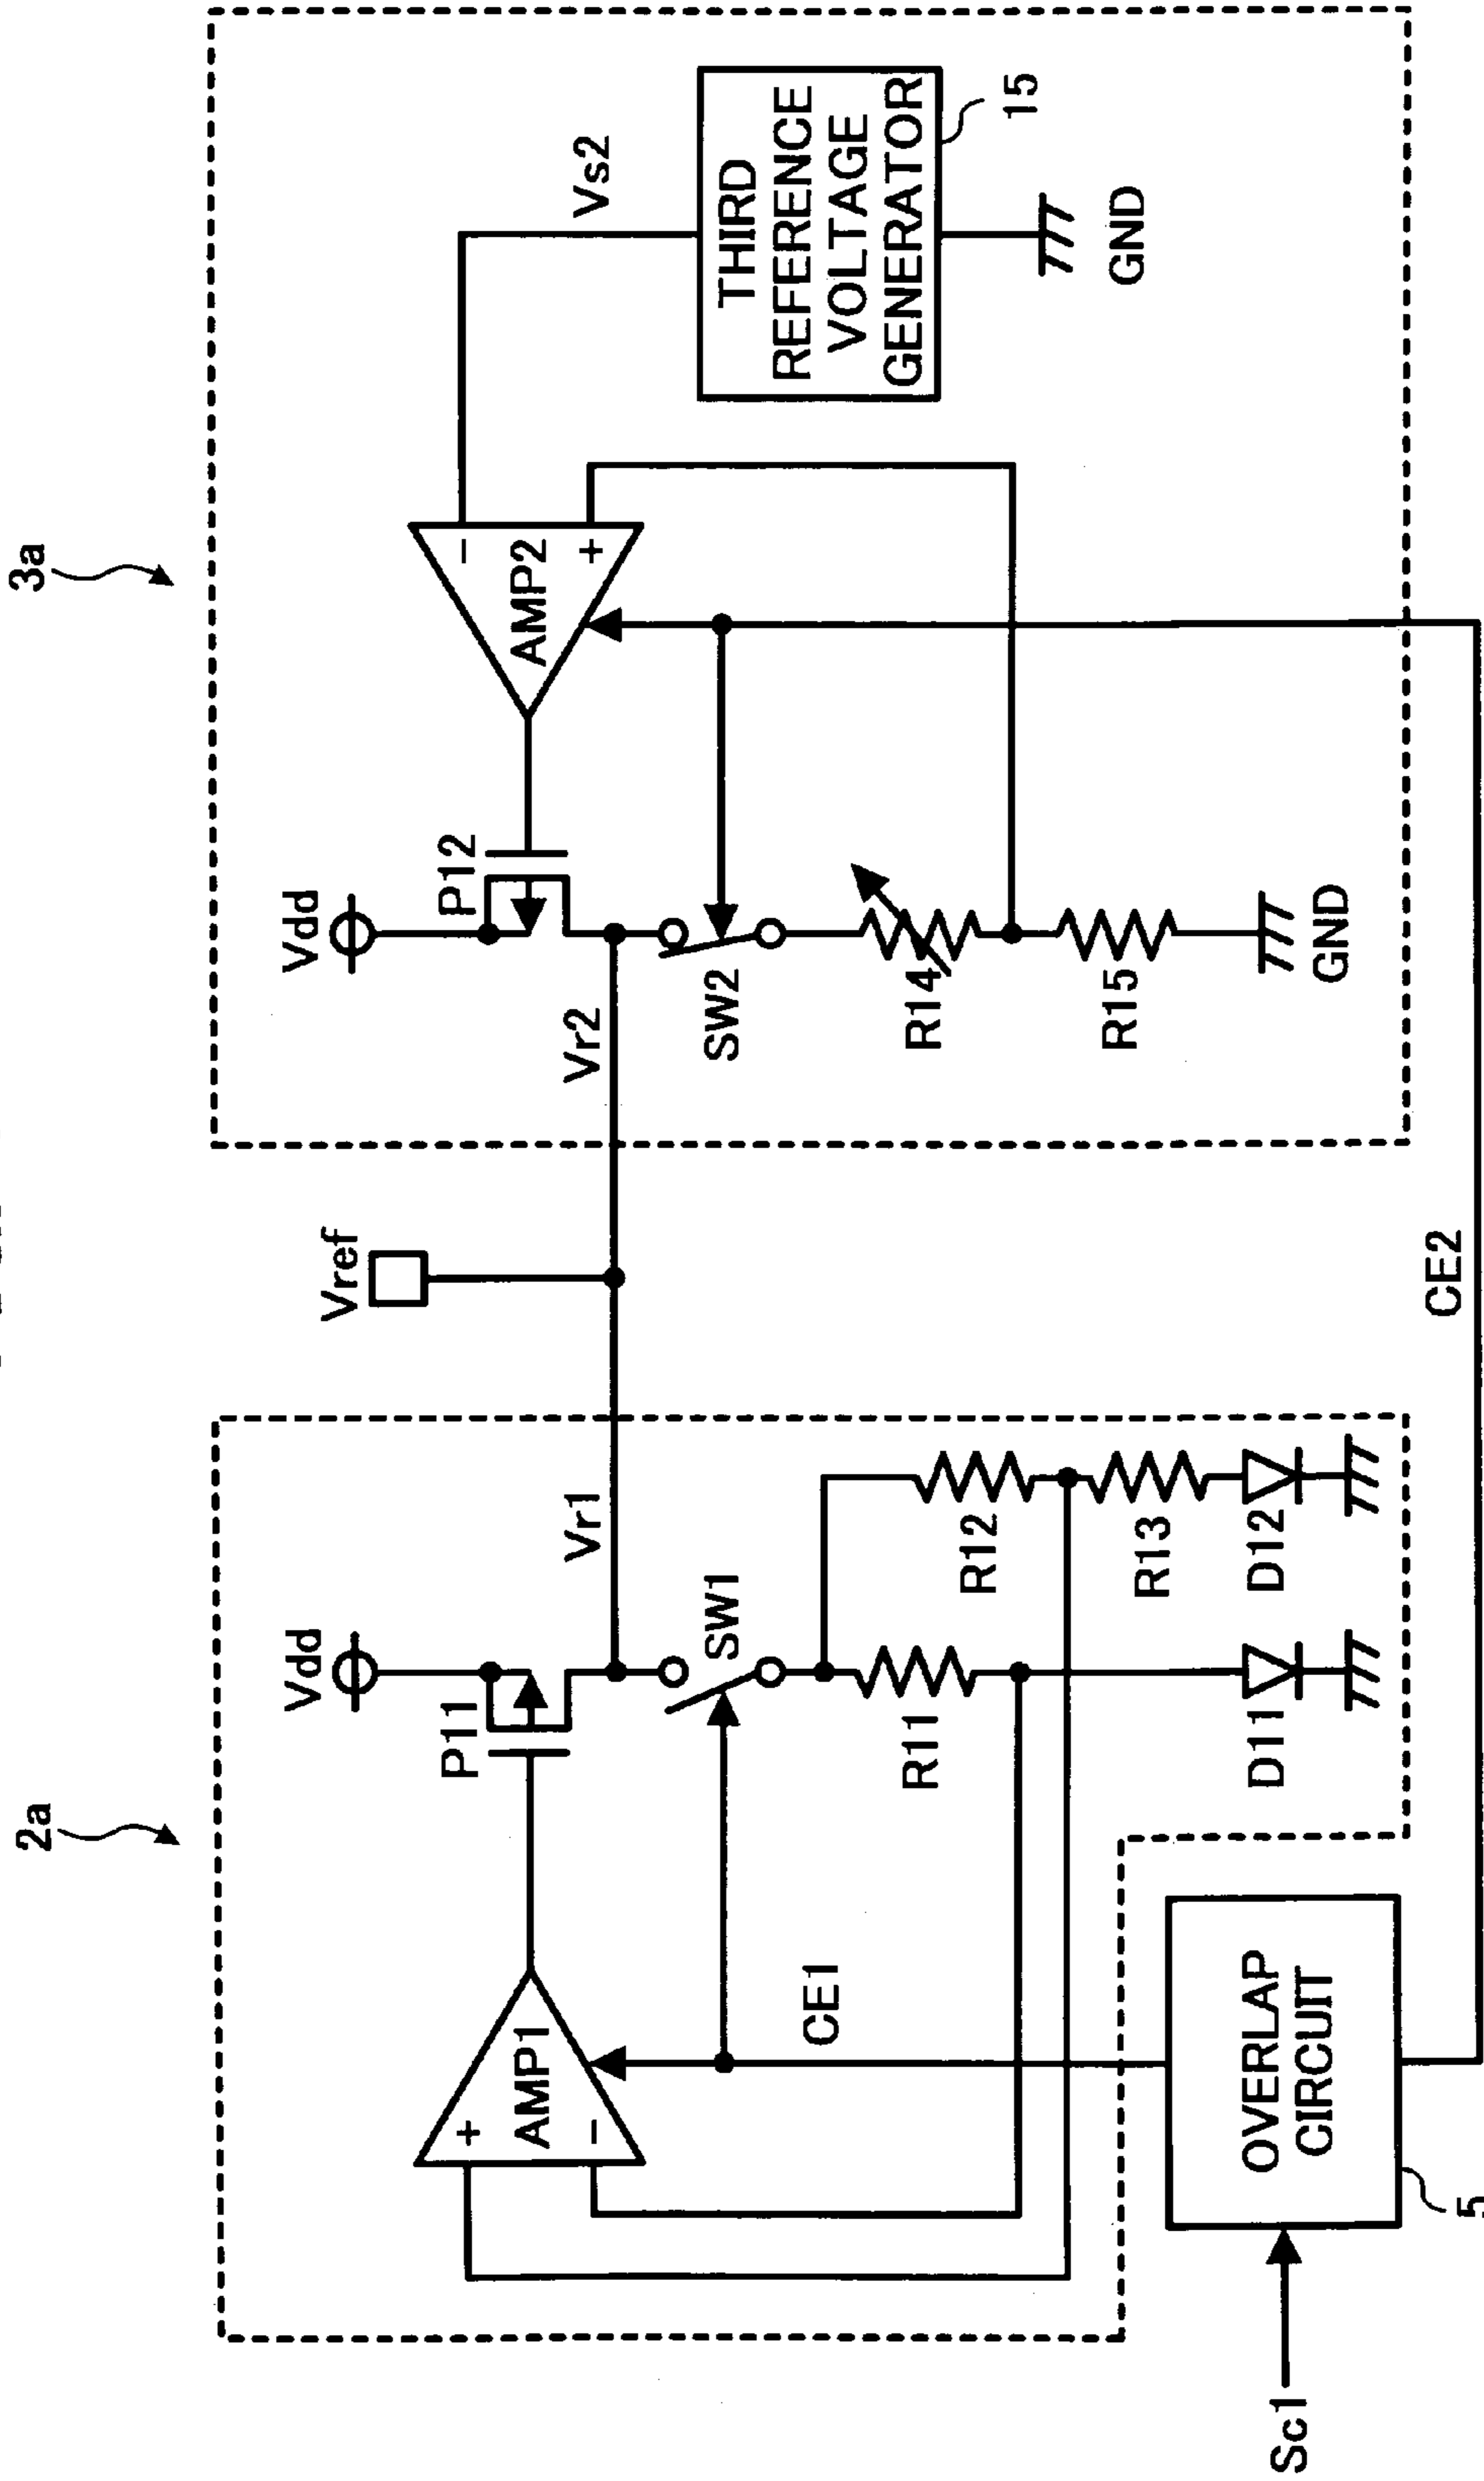 2a
3a
Vdd
Vref
Vdd
P11
P12
AMP1
+
−
AMP2
−
+
Vr1
Vr2
Vs2
SW1
SW2
CE1
R11
R12
R13
R14
R15
D11
D12
GND
THIRD
REFERENCE
VOLTAGE
GENERATOR
15
GND
OVERLAP
CIRCUIT
5
Sc1
CE2